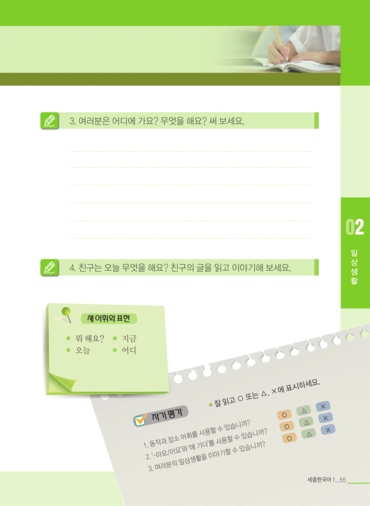 3. 여러분은 어디에 가요? 무엇을 해요? 써 보세요.
4. 친구는 오늘 무엇을 해요? 친구의 글을 읽고 이야기해 보세요.
02
일상생활
새 어휘와 표현
뭐 해요? 지금
오늘 어디
자기평가
잘 읽고 ○ 또는 △, ×에 표시하세요.
1. 동작과 장소 어휘를 사용할 수 있습니까? ○ △ ×
2. '-아요/어요'와 '에 가다'를 사용할 수 있습니까? ○ △ ×
3. 여러분의 일상생활을 이야기할 수 있습니까? ○ △ ×
세종한국어 1_ 55